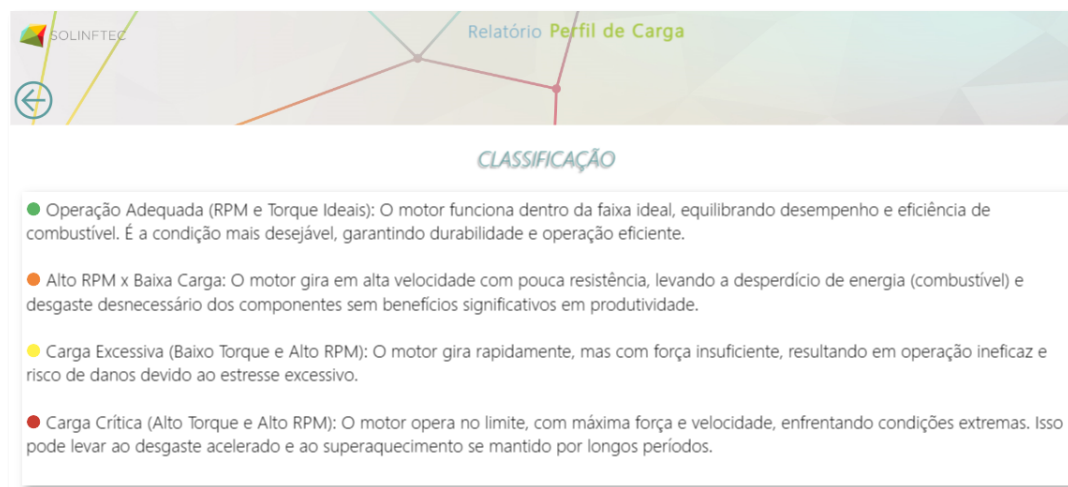 SOLINFTEC
Relatório Perfil de Carga
CLASSIFICAÇÃO
Operação Adequada (RPM e Torque Ideais): O motor funciona dentro da faixa ideal, equilibrando desempenho e eficiência de
combustível. É a condição mais desejável, garantindo durabilidade e operação eficiente.
Alto RPM x Baixa Carga: O motor gira em alta velocidade com pouca resistência, levando a desperdício de energia (combustível) e
desgaste desnecessário dos componentes sem benefícios significativos em produtividade.
Carga Excessiva (Baixo Torque e Alto RPM): O motor gira rapidamente, mas com força insuficiente, resultando em operação ineficaz e
risco de danos devido ao estresse excessivo.
Carga Crítica (Alto Torque e Alto RPM): O motor opera no limite, com máxima força e velocidade, enfrentando condições extremas. Isso
pode levar ao desgaste acelerado e ao superaquecimento se mantido por longos períodos.